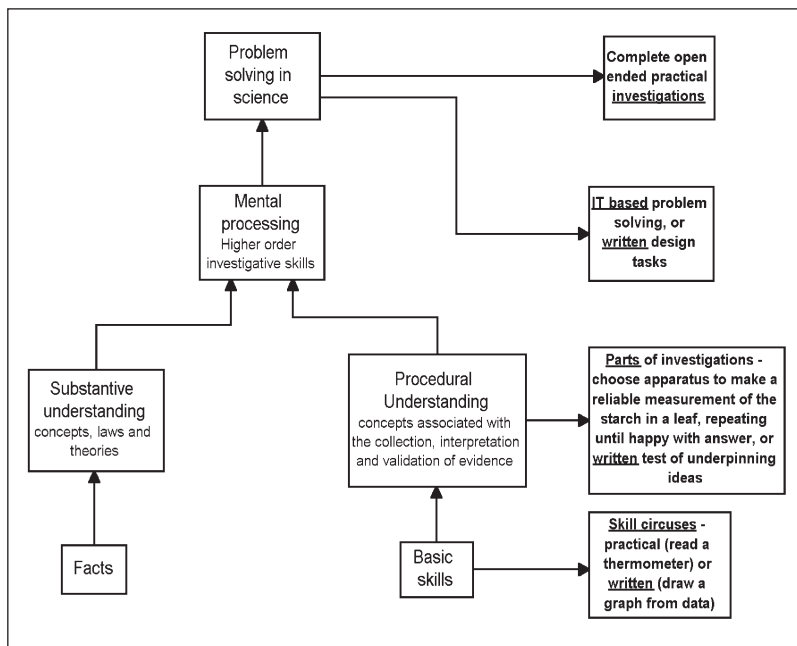 Problem
solving in
science
Complete open
ended practical
investigations
Mental
processing
Higher order
investigative skills
IT based problem
solving, or
written design
tasks
Substantive
understanding
concepts, laws and
theories
Procedural
Understanding
concepts associated with
the collection, interpretation
and validation of evidence
Parts of investigations -
choose apparatus to make a
reliable measurement of the
starch in a leaf, repeating
until happy with answer, or
written test of underpinning
ideas
Facts
Basic
skills
Skill circuses -
practical (read a
thermometer) or
written (draw a
graph from data)